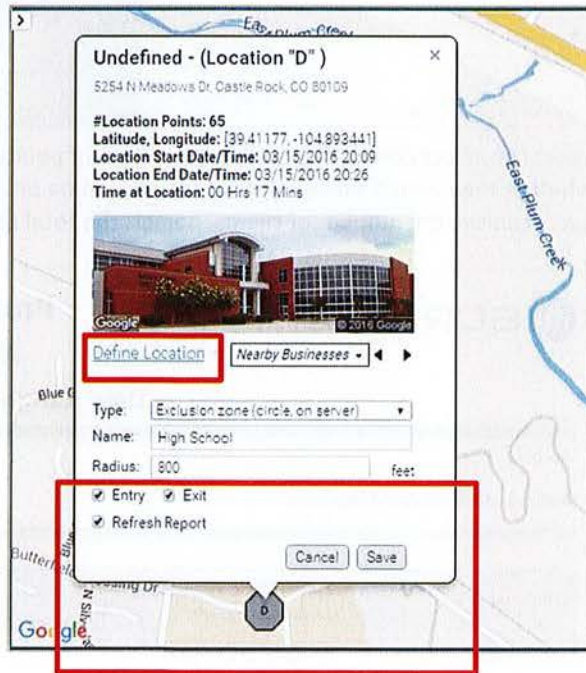 >
East Plum Creek
Undefined - (Location "D" )
×
5254 N Meadows Dr, Castle Rock, CO 80109
#Location Points: 65
Latitude, Longitude: [39.41177, -104.893441]
Location Start Date/Time: 03/15/2016 20:09
Location End Date/Time: 03/15/2016 20:26
Time at Location: 00 Hrs 17 Mins
East Plum Creek
Google
© 2016 Google
Define Location
Nearby Businesses
Blue
Type: Exclusion zone (circle, on server)
Name: High School
Radius: 800 feet
Entry Exit
Refresh Report
Cancel Save
Dr
N
D
Google